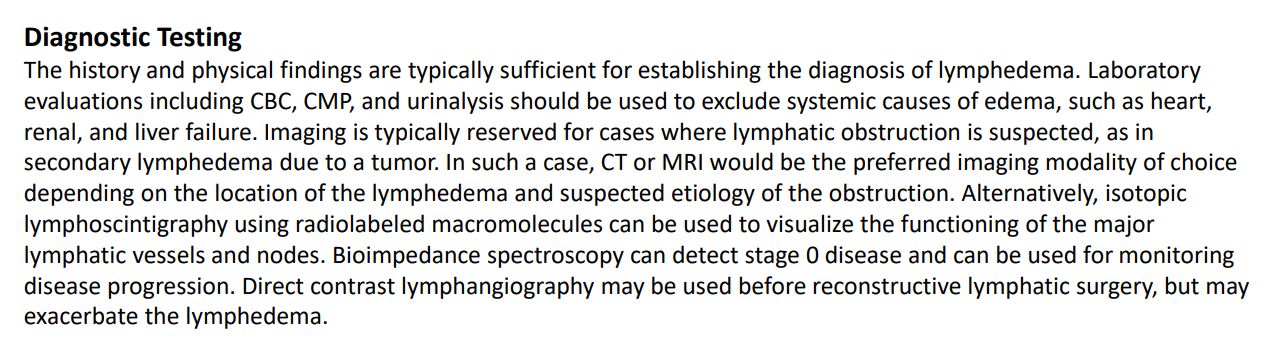 Diagnostic Testing
The history and physical findings are typically sufficient for establishing the diagnosis of lymphedema. Laboratory
evaluations including CBC, CMP, and urinalysis should be used to exclude systemic causes of edema, such as heart,
renal, and liver failure. Imaging is typically reserved for cases where lymphatic obstruction is suspected, as in
secondary lymphedema due to a tumor. In such a case, CT or MRI would be the preferred imaging modality of choice
depending on the location of the lymphedema and suspected etiology of the obstruction. Alternatively, isotopic
lymphoscintigraphy using radiolabeled macromolecules can be used to visualize the functioning of the major
lymphatic vessels and nodes. Bioimpedance spectroscopy can detect stage 0 disease and can be used for monitoring
disease progression. Direct contrast lymphangiography may be used before reconstructive lymphatic surgery, but may
exacerbate the lymphedema.